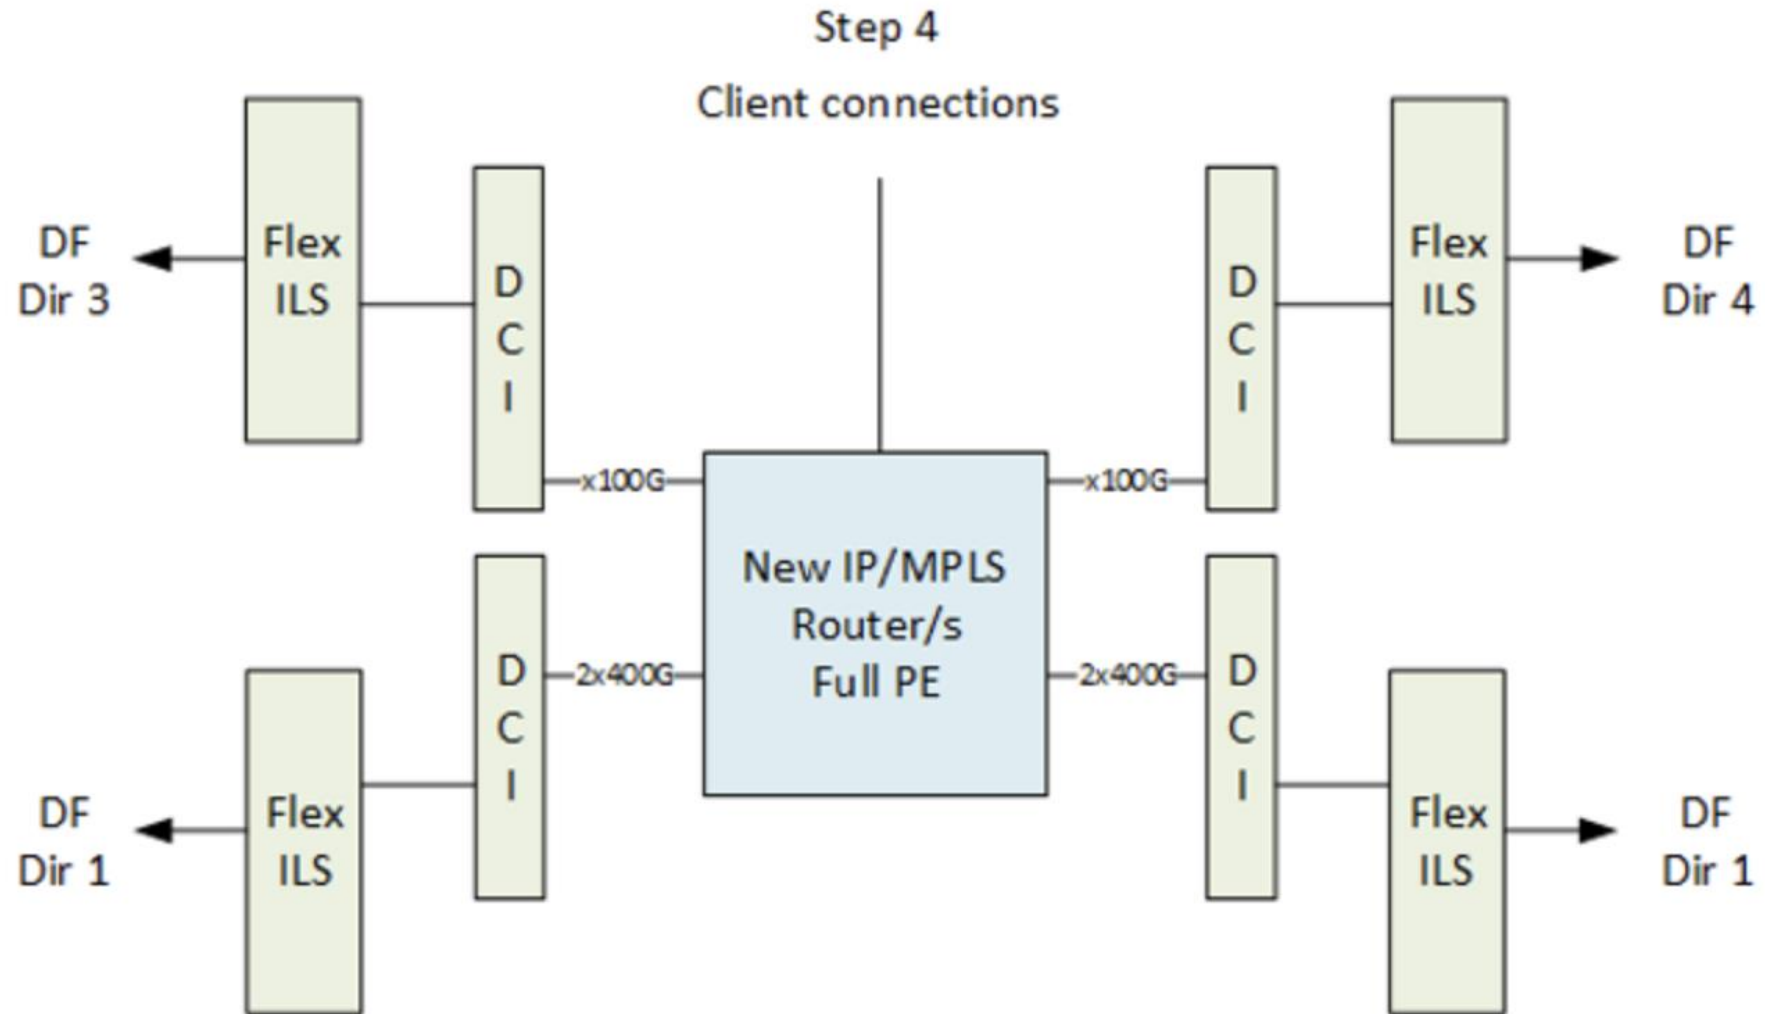 Step 4
Client connections
DF
Dir 3
Flex
ILS
D
C
I
D
C
I
Flex
ILS
DF
Dir 4
x100G
x100G
New IP/MPLS
Router/s
Full PE
2x400G
2x400G
DF
Dir 1
Flex
ILS
D
C
I
D
C
I
Flex
ILS
DF
Dir 1